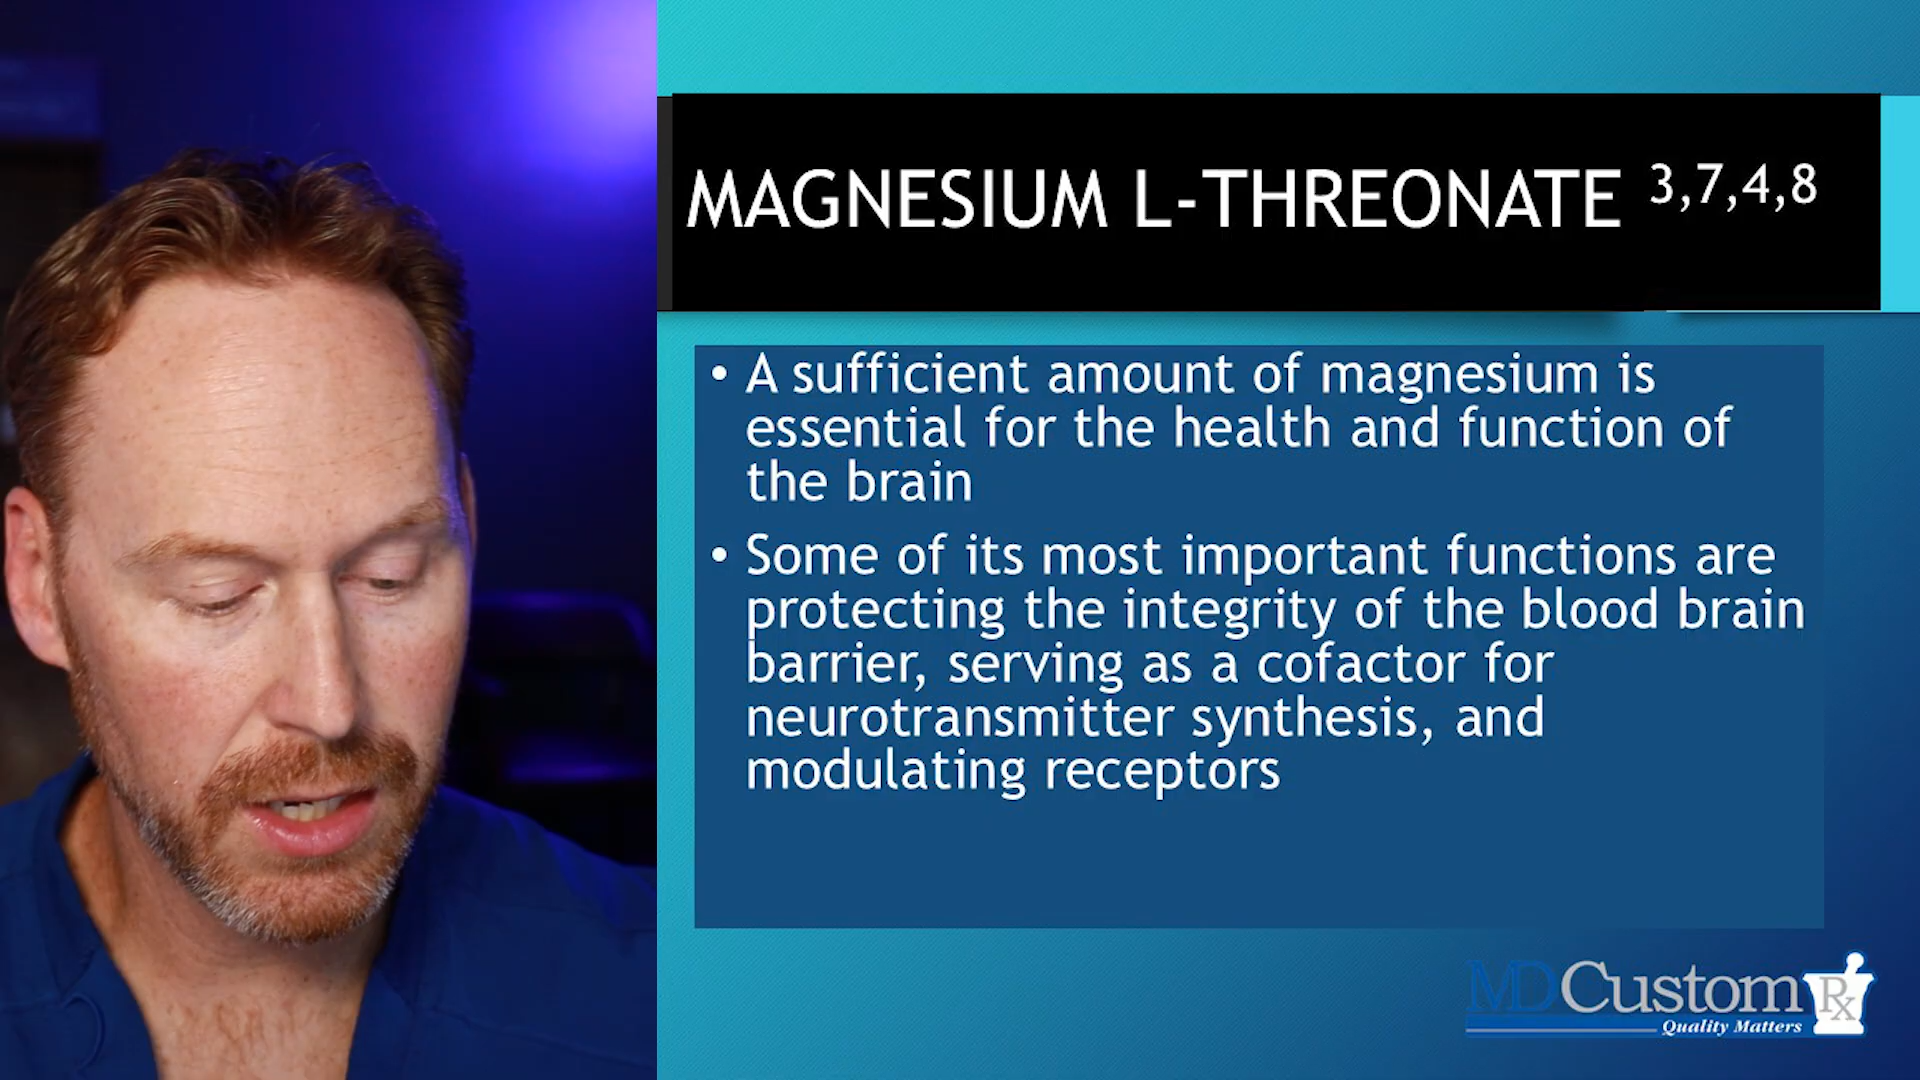 MAGNESIUM L-THREONATE 3,7,4,8
• A sufficient amount of magnesium is
essential for the health and function of
the brain
• Some of its most important functions are
protecting the integrity of the blood brain
barrier, serving as a cofactor for
neurotransmitter synthesis, and
modulating receptors
MDCustom Rx
Quality Matters